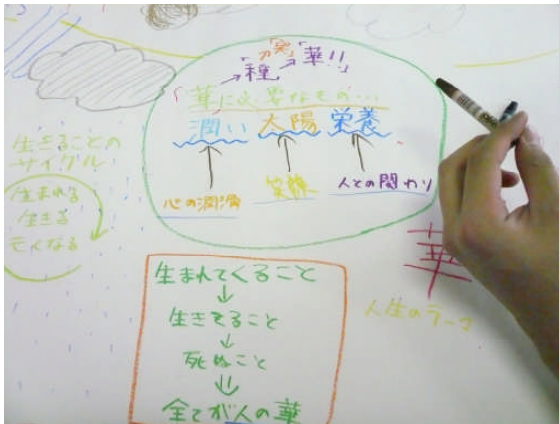 「種」
「実」
「華!!」
華に必要なもの…
潤い 太陽 栄養
心の潤滑 笑顔 人との関わり
生きることの
サイクル
生まれる
生きる
亡くなる
華
人生のテーマ
生まれてくること
生きてること
死ぬこと
全てが人の華